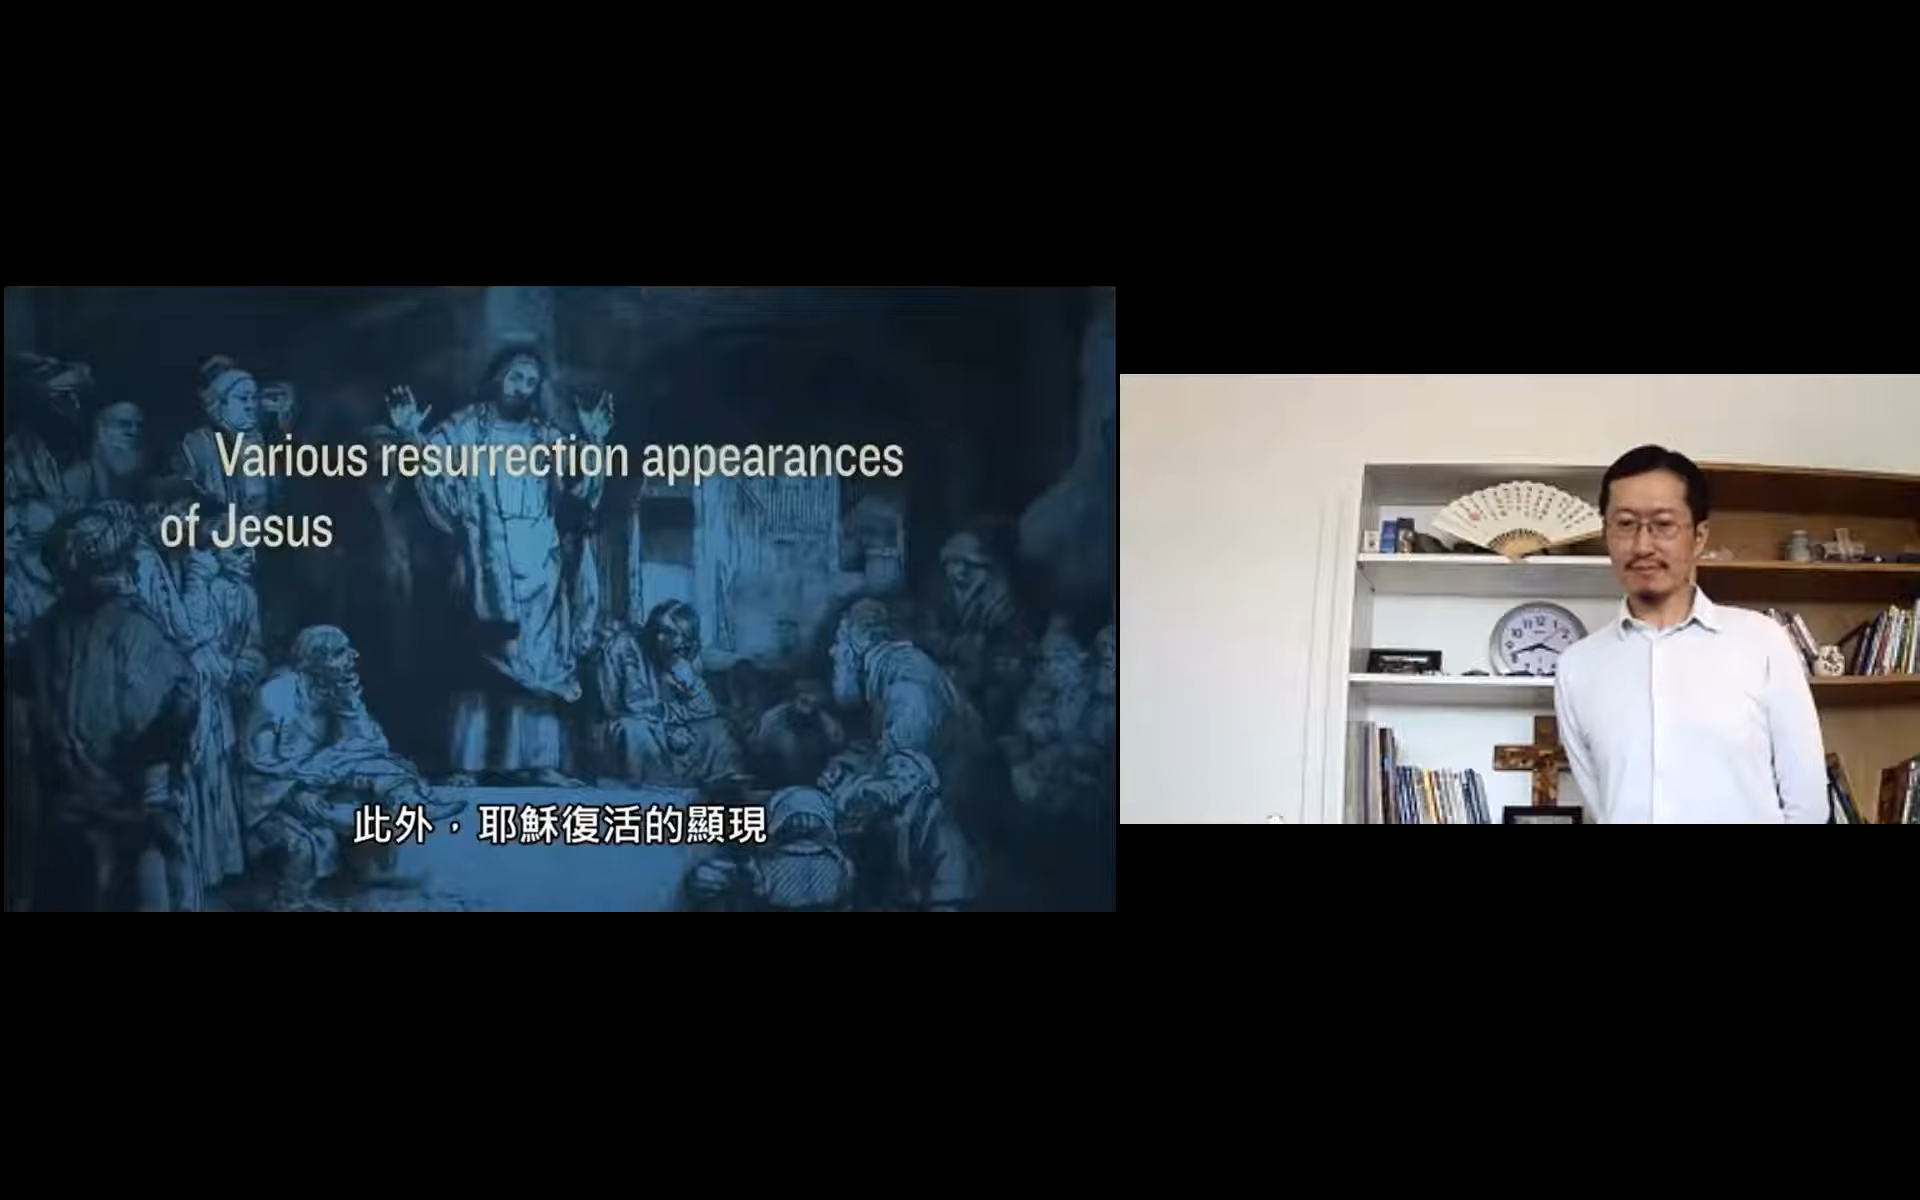 Various resurrection appearances
of Jesus
此外，耶穌復活的顯現